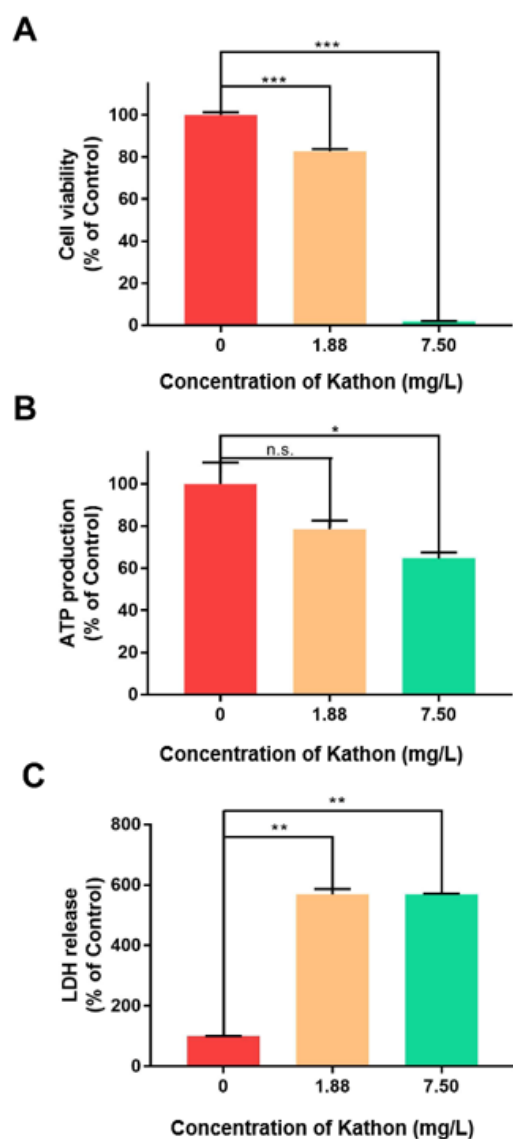 A
***
***
100
80
60
40
20
0
Cell viability
(% of Control)
0 1.88 7.50
Concentration of Kathon (mg/L)
B
*
n.s.
100
80
60
40
20
0
ATP production
(% of Control)
0 1.88 7.50
Concentration of Kathon (mg/L)
C
**
**
800
600
400
200
0
LDH release
(% of Control)
0 1.88 7.50
Concentration of Kathon (mg/L)